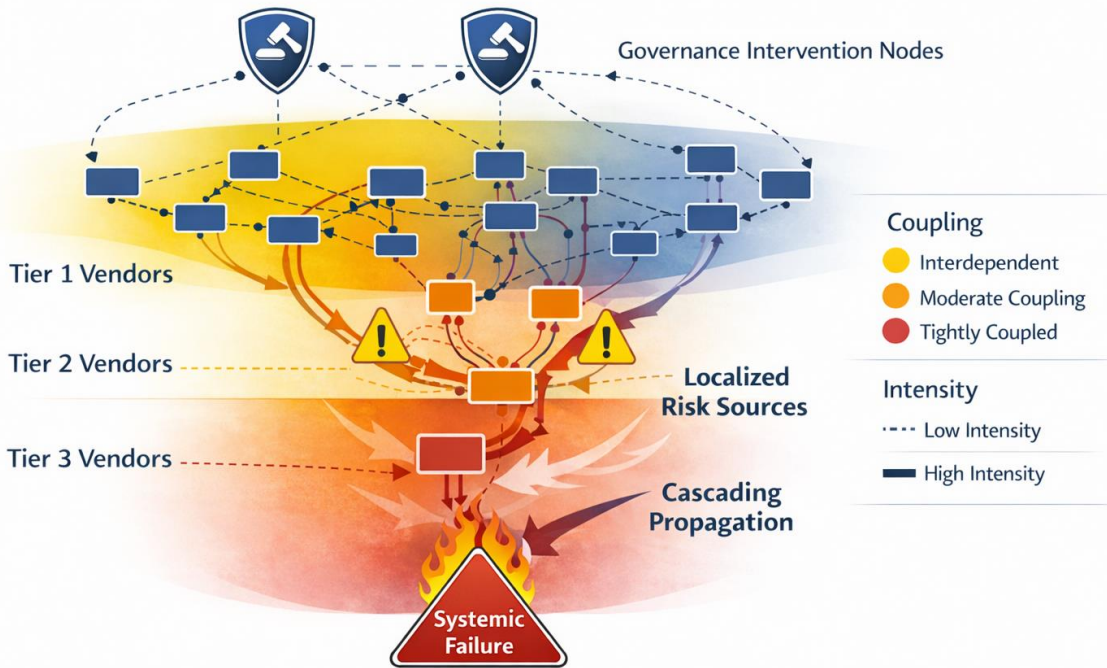 Governance Intervention Nodes
Tier 1 Vendors
Tier 2 Vendors
Tier 3 Vendors
Localized
Risk Sources
Cascading
Propagation
Systemic
Failure
Coupling
Interdependent
Moderate Coupling
Tightly Coupled
Intensity
Low Intensity
High Intensity